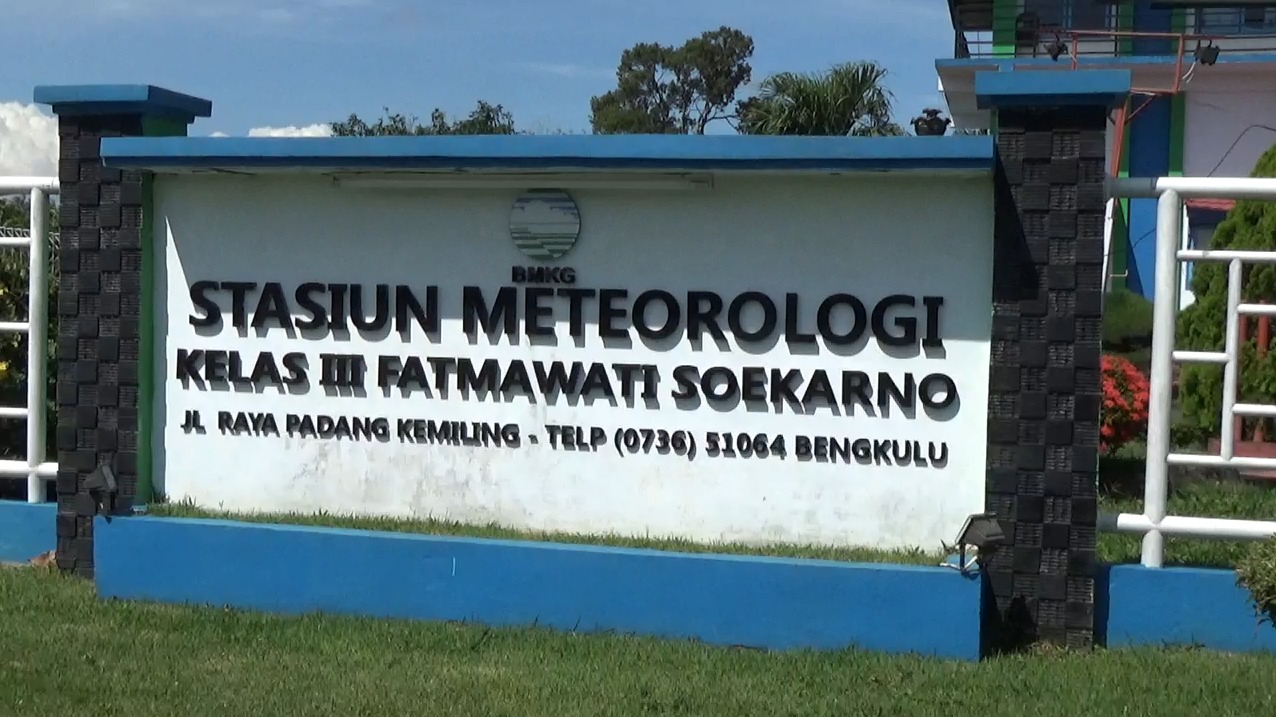 BMKG
STASIUN METEOROLOGI
KELAS III FATMAWATI SOEKARNO
JL RAYA PADANG KEMILING - TELP (0736) 51064 BENGKULU